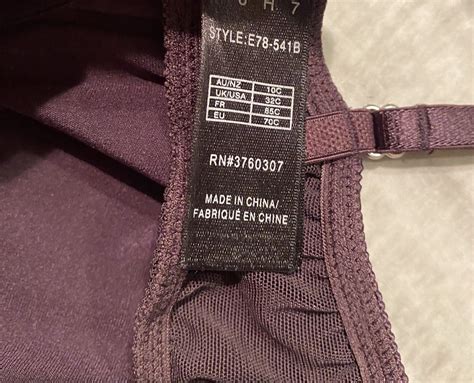 STYLE:E78-541B
AU/NZ 10C
UK/USA 32C
FR 85C
EU 70C
RN#3760307
MADE IN CHINA/
FABRIQUÉ EN CHINE